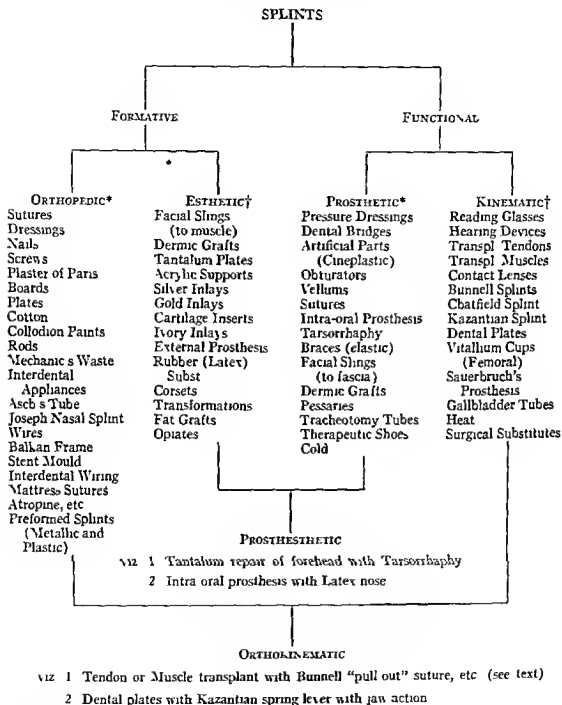 SPLINTS
FORMATIVE
FUNCTIONAL
ORTHOPEDIC*
Sutures
Dressings
Nails
Screws
Plaster of Paris
Boards
Plates
Cotton
Collodion Paints
Rods
Mechanic s Waste
Interdental
Appliances
Asch s Tube
Joseph Nasal Splint
Wires
Balkan Frame
Stent Mould
Interdental Wiring
Mattress Sutures
Atropine, etc
Preformed Splints
(Metallic and
Plastic)
ESTHETIC†
Facial Slings
(to muscle)
Dermic Grafts
Tantalum Plates
Acrylic Supports
Silver Inlays
Gold Inlays
Cartilage Inserts
Ivory Inlays
External Prosthesis
Rubber (Latex)
Subst
Corsets
Transformations
Fat Grafts
Opiates
PROSTHETIC*
Pressure Dressings
Dental Bridges
Artificial Parts
(Cineplastic)
Obturators
Vellums
Sutures
Intra-oral Prosthesis
Tarsorrhaphy
Braces (elastic)
Facial Slings
(to fascia)
Dermic Grafts
Pessaries
Tracheotomy Tubes
Therapeutic Shoes
Cold
KINEMATIC†
Reading Glasses
Hearing Devices
Transpl Tendons
Transpl Muscles
Contact Lenses
Bunnell Splints
Chatfield Splint
Kazantian Splint
Dental Plates
Vitallium Cups
(Femoral)
Sauerbruch's
Prosthesis
Gallbladder Tubes
Heat
Surgical Substitutes
PROSTHESTHETIC
viz 1 Tantalum repair of forehead with Tarsorrhaphy
2 Intra oral prosthesis with Latex nose
ORTHOKINEMATIC
viz 1 Tendon or Muscle transplant with Bunnell "pull out" suture, etc (see text)
2 Dental plates with Kazantian spring lever with jaw action